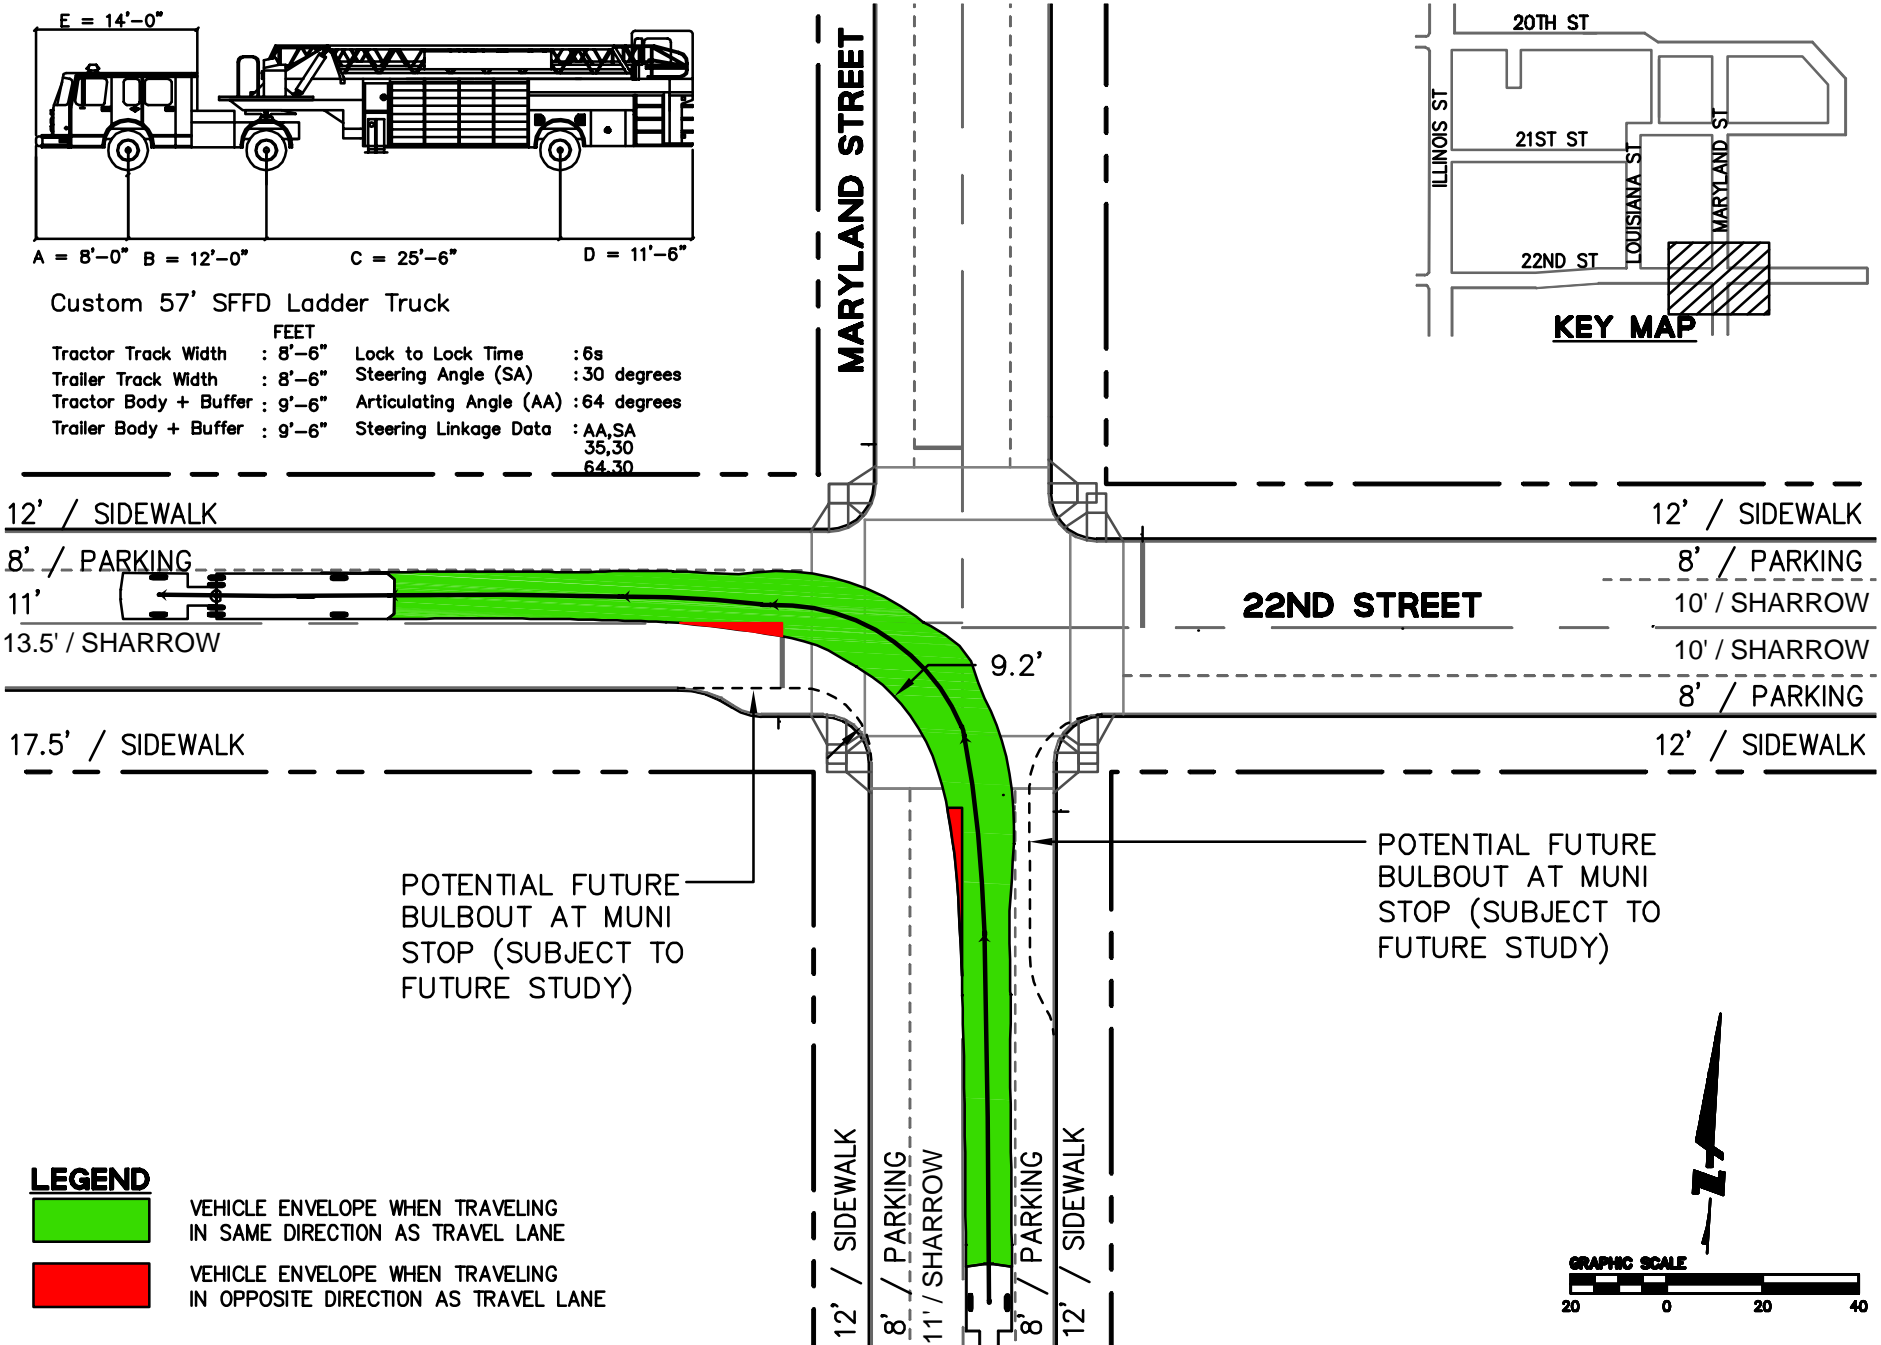 E = 14'-0"
A = 8'-0"
B = 12'-0"
C = 25'-6"
D = 11'-6"
Custom 57' SFFD Ladder Truck
FEET
Tractor Track Width : 8'-6"
Trailer Track Width : 8'-6"
Tractor Body + Buffer : 9'-6"
Trailer Body + Buffer : 9'-6"
Lock to Lock Time : 6s
Steering Angle (SA) : 30 degrees
Articulating Angle (AA) : 64 degrees
Steering Linkage Data : AA,SA
35,30
64,30
MARYLAND STREET
20TH ST
ILLINOIS ST
21ST ST
LOUISIANA ST
MARYLAND ST
22ND ST
KEY MAP
12' / SIDEWALK
8' / PARKING
11'
13.5' / SHARROW
17.5' / SIDEWALK
12' / SIDEWALK
8' / PARKING
10' / SHARROW
10' / SHARROW
8' / PARKING
12' / SIDEWALK
22ND STREET
9.2'
POTENTIAL FUTURE
BULBOUT AT MUNI
STOP (SUBJECT TO
FUTURE STUDY)
POTENTIAL FUTURE
BULBOUT AT MUNI
STOP (SUBJECT TO
FUTURE STUDY)
12' / SIDEWALK
8' / PARKING
11' / SHARROW
8' / PARKING
12' / SIDEWALK
LEGEND
VEHICLE ENVELOPE WHEN TRAVELING
IN SAME DIRECTION AS TRAVEL LANE
VEHICLE ENVELOPE WHEN TRAVELING
IN OPPOSITE DIRECTION AS TRAVEL LANE
N
GRAPHIC SCALE
20 0 20 40